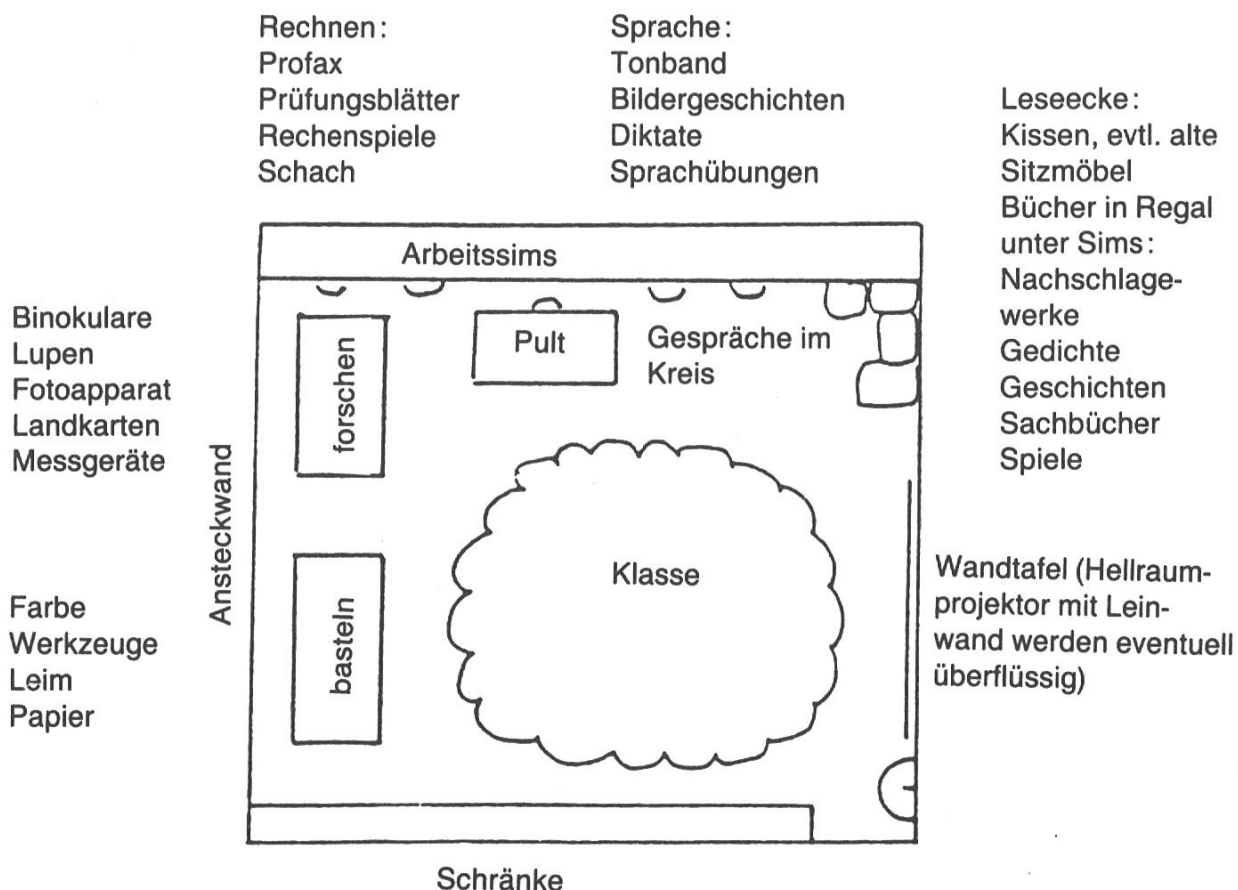 Rechnen:
Profax
Prüfungsblätter
Rechenspiele
Schach
Sprache:
Tonband
Bildergeschichten
Diktate
Sprachübungen
Leseecke:
Kissen, evtl. alte
Sitzmöbel
Bücher in Regal
unter Sims:
Nachschlage-
werke
Gedichte
Geschichten
Sachbücher
Spiele
Arbeitssims
Binokulare
Lupen
Fotoapparat
Landkarten
Messgeräte
forschen
Pult
Gespräche im
Kreis
Ansteckwand
Klasse
Wandtafel (Hellraum-
projektor mit Lein-
wand werden eventuell
überflüssig)
Farbe
Werkzeuge
Leim
Papier
basteln
Schränke